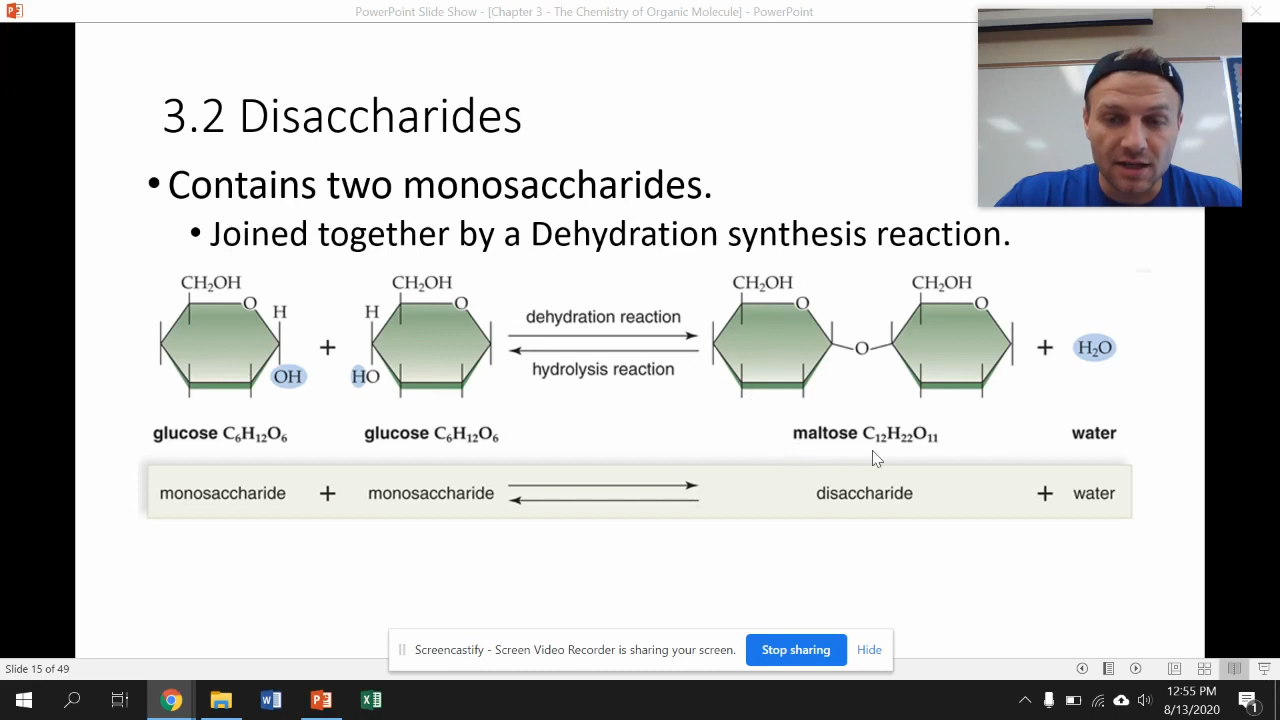 PowerPoint Slide Show - [Chapter 3 - The Chemistry of Organic Molecule] - PowerPoint
3.2 Disaccharides
• Contains two monosaccharides.
• Joined together by a Dehydration synthesis reaction.
CH₂OH CH₂OH CH₂OH CH₂OH
O H H O O O
dehydration reaction
+ O + H₂O
hydrolysis reaction
OH HO
glucose C₆H₁₂O₆ glucose C₆H₁₂O₆ maltose C₁₂H₂₂O₁₁ water
monosaccharide + monosaccharide disaccharide + water
Screencastify - Screen Video Recorder is sharing your screen. Stop sharing Hide
Slide 15 of 49
12:55 PM
8/13/2020
1